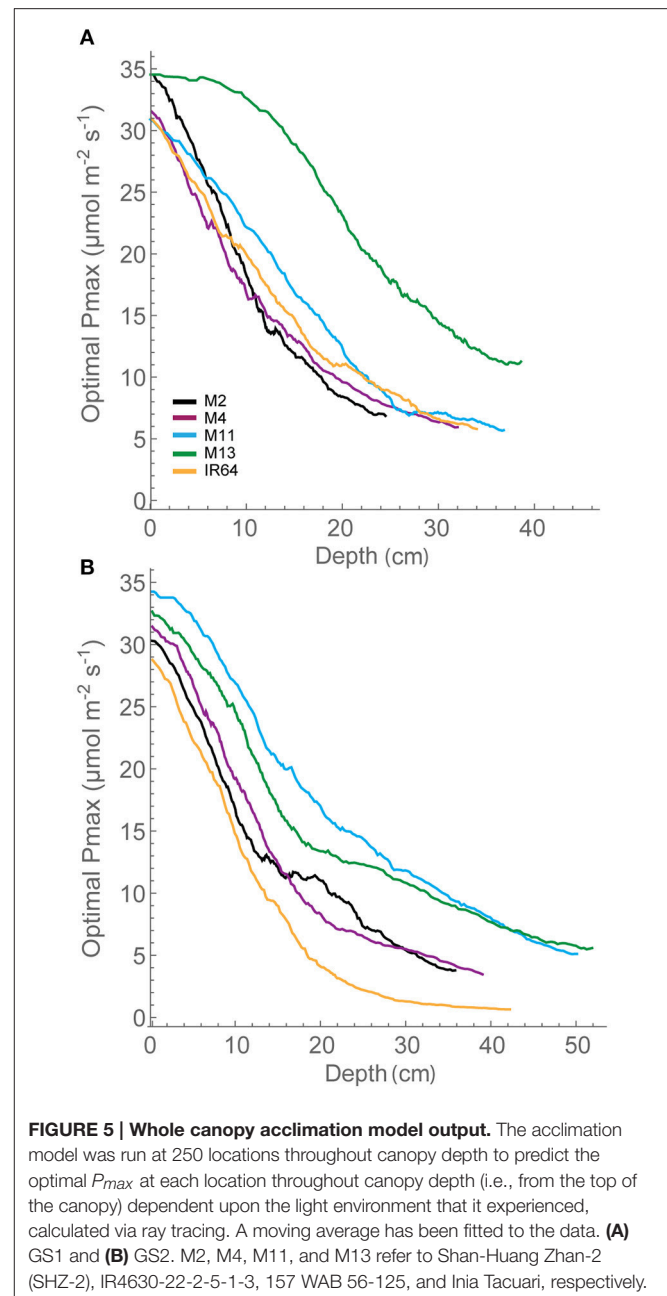 A
Optimal Pmax (μmol m⁻² s⁻¹)
35
30
25
20
15
10
5
0
M2
M4
M11
M13
IR64
0 10 20 30 40
Depth (cm)
B
Optimal Pmax (μmol m⁻² s⁻¹)
35
30
25
20
15
10
5
0
0 10 20 30 40 50
Depth (cm)
FIGURE 5 | Whole canopy acclimation model output. The acclimation
model was run at 250 locations throughout canopy depth to predict the
optimal Pmax at each location throughout canopy depth (i.e., from the top of
the canopy) dependent upon the light environment that it experienced,
calculated via ray tracing. A moving average has been fitted to the data. (A)
GS1 and (B) GS2. M2, M4, M11, and M13 refer to Shan-Huang Zhan-2
(SHZ-2), IR4630-22-2-5-1-3, 157 WAB 56-125, and Inia Tacuari, respectively.